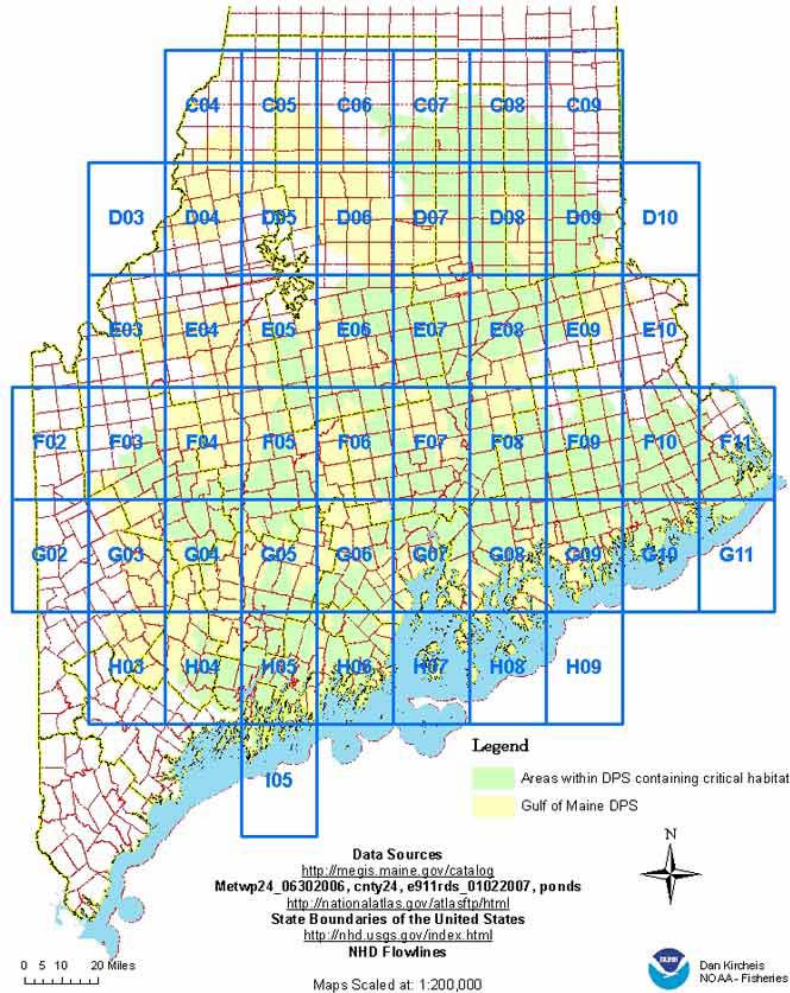 C04 C05 C06 C07 C08 C09
D03 D04 D05 D06 D07 D08 D09 D10
E03 E04 E05 E06 E07 E08 E09 E10
F02 F03 F04 F05 F06 F07 F08 F09 F10 F11
G02 G03 G04 G05 G06 G07 G08 G09 G10 G11
H03 H04 H05 H06 H07 H08 H09
I05
Legend
Areas within DPS containing critical habitat
Gulf of Maine DPS
N
Data Sources
http://megis.maine.gov/catalog
Metwp24_06302006, cnty24, e911rds_01022007, ponds
http://nationalatlas.gov/atlasftp/html
State Boundaries of the United States
http://nhd.usgs.gov/index.html
NHD Flowlines
Maps Scaled at: 1:200,000
0 5 10 20 Miles
NOAA
Dan Kircheis
NOAA - Fisheries